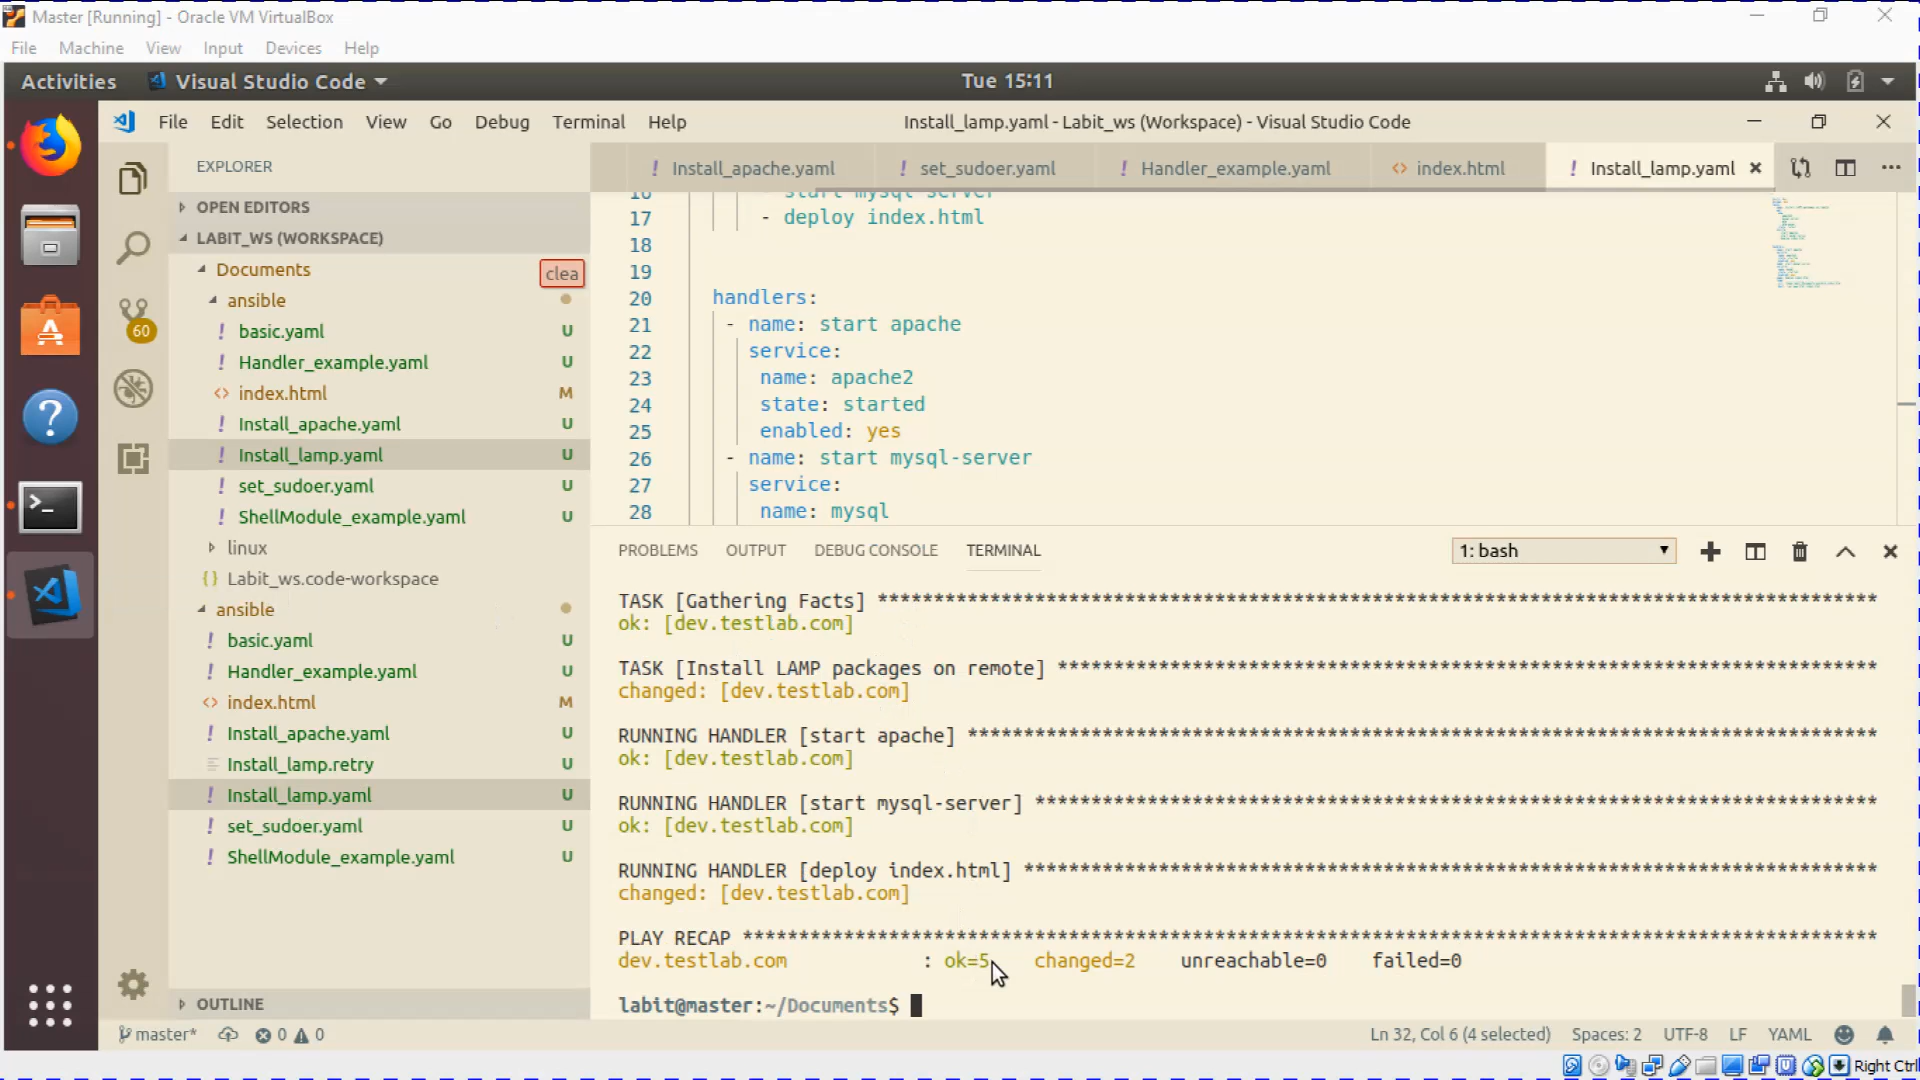 Master [Running] - Oracle VM VirtualBox
File Machine View Input Devices Help
Activities Visual Studio Code Tue 15:11
File Edit Selection View Go Debug Terminal Help Install_lamp.yaml - Labit_ws (Workspace) - Visual Studio Code
EXPLORER
! Install_apache.yaml ! set_sudoer.yaml ! Handler_example.yaml <> index.html ! Install_lamp.yaml
OPEN EDITORS
LABIT_WS (WORKSPACE)
Documents
clea
ansible
! basic.yaml U
! Handler_example.yaml U
<> index.html M
! Install_apache.yaml U
! Install_lamp.yaml U
! set_sudoer.yaml U
! ShellModule_example.yaml U
linux
{} Labit_ws.code-workspace
ansible
! basic.yaml U
! Handler_example.yaml U
<> index.html M
! Install_apache.yaml U
Install_lamp.retry U
! Install_lamp.yaml U
! set_sudoer.yaml U
! ShellModule_example.yaml U
OUTLINE
60
16 - start mysql-server
17 - deploy index.html
18
19
20 handlers:
21 - name: start apache
22 service:
23 name: apache2
24 state: started
25 enabled: yes
26 - name: start mysql-server
27 service:
28 name: mysql
PROBLEMS OUTPUT DEBUG CONSOLE TERMINAL 1: bash
TASK [Gathering Facts] *****************************************************************************************
ok: [dev.testlab.com]
TASK [Install LAMP packages on remote] *************************************************************************
changed: [dev.testlab.com]
RUNNING HANDLER [start apache] *********************************************************************************
ok: [dev.testlab.com]
RUNNING HANDLER [start mysql-server] ***************************************************************************
ok: [dev.testlab.com]
RUNNING HANDLER [deploy index.html] ****************************************************************************
changed: [dev.testlab.com]
PLAY RECAP *****************************************************************************************************
dev.testlab.com : ok=5 changed=2 unreachable=0 failed=0
labit@master:~/Documents$
master* 0 0 Ln 32, Col 6 (4 selected) Spaces: 2 UTF-8 LF YAML
Right Ctrl